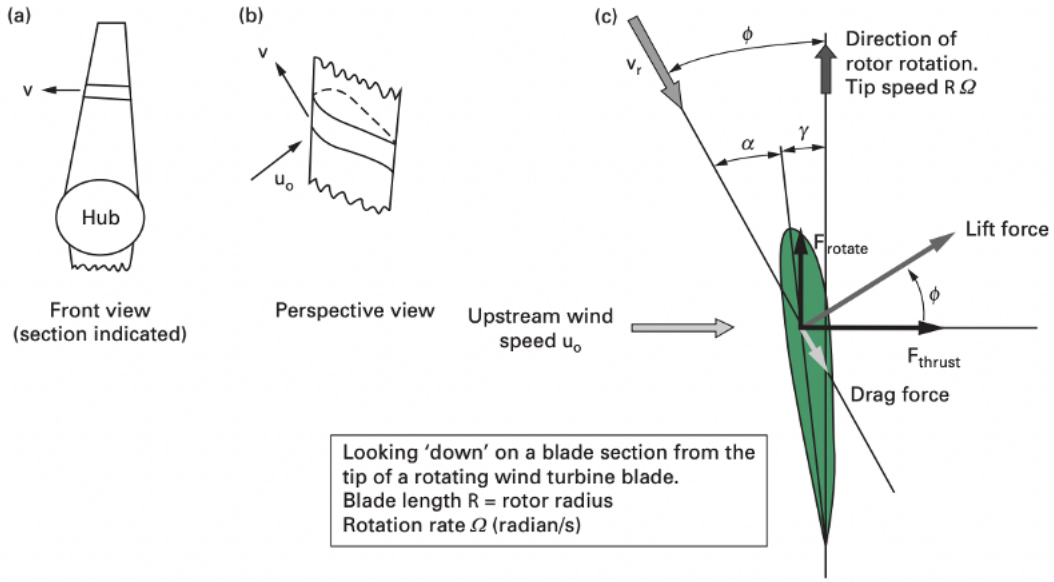 (a)
v
Hub
Front view
(section indicated)
(b)
v
uₒ
Perspective view
(c)
vᵣ
ϕ
Direction of
rotor rotation.
Tip speed R Ω
α
γ
F_rotate
Lift force
ϕ
Upstream wind
speed uₒ
F_thrust
Drag force
Looking ‘down’ on a blade section from the
tip of a rotating wind turbine blade.
Blade length R = rotor radius
Rotation rate Ω (radian/s)